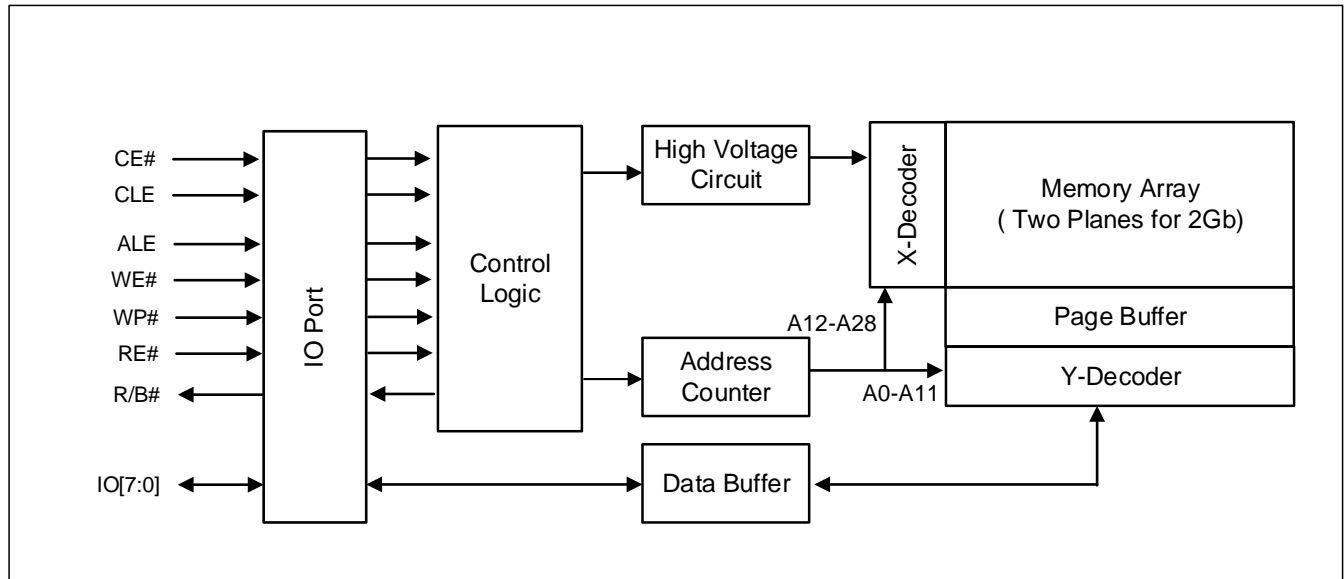 CE#
CLE
ALE
WE#
WP#
RE#
R/B#
IO[7:0]
IO Port
Control
Logic
High Voltage
Circuit
Address
Counter
Data Buffer
A12-A28
A0-A11
X-Decoder
Memory Array
( Two Planes for 2Gb)
Page Buffer
Y-Decoder